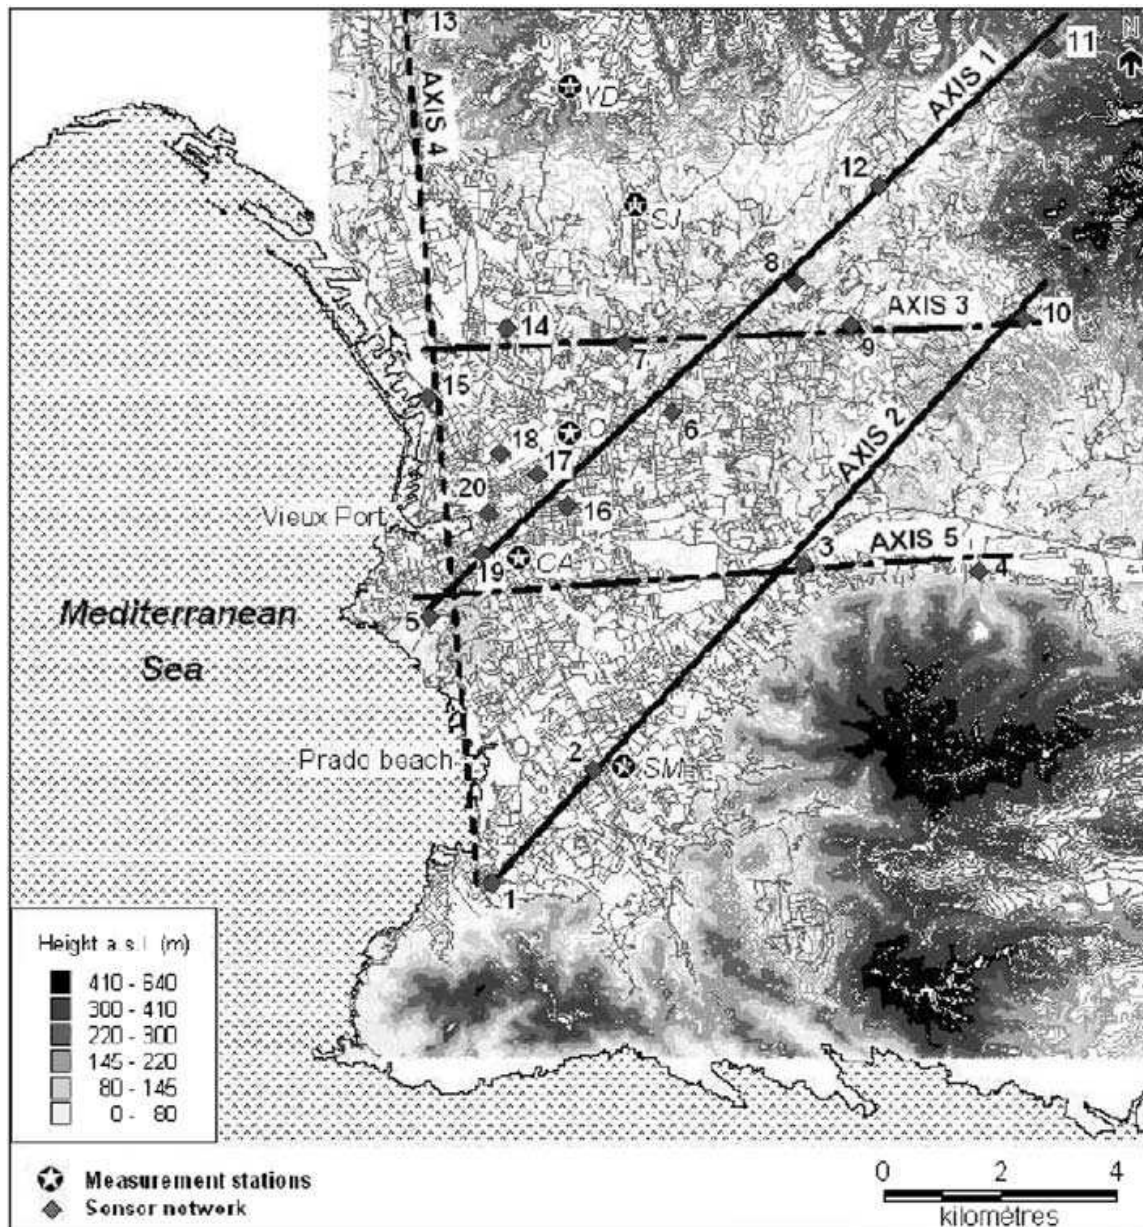 13
N
11
AXIS 4
AXIS 1
VD
12
SJ
8
AXIS 3
10
14
7
9
15
6
O
18
AXIS 2
17
20
16
Vieux Port
3
AXIS 5
19
CA
4
5
Mediterranean
Sea
2
SM
Prado beach
1
Height a.s.l. (m)
410 - 640
300 - 410
220 - 300
145 - 220
80 - 145
0 - 80
Measurement stations
Sensor network
0 2 4
kilométres